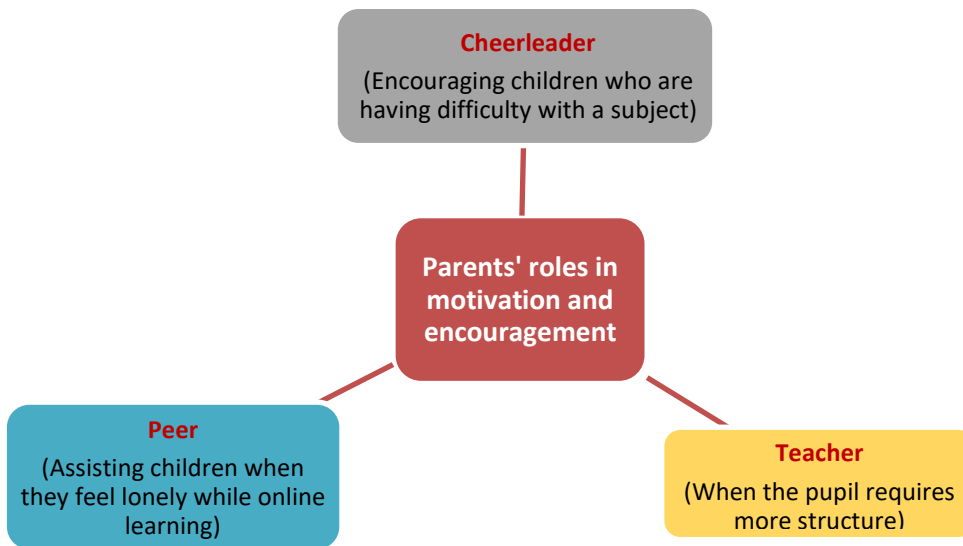 Cheerleader
(Encouraging children who are
having difficulty with a subject)
Parents' roles in
motivation and
encouragement
Peer
(Assisting children when
they feel lonely while online
learning)
Teacher
(When the pupil requires
more structure)